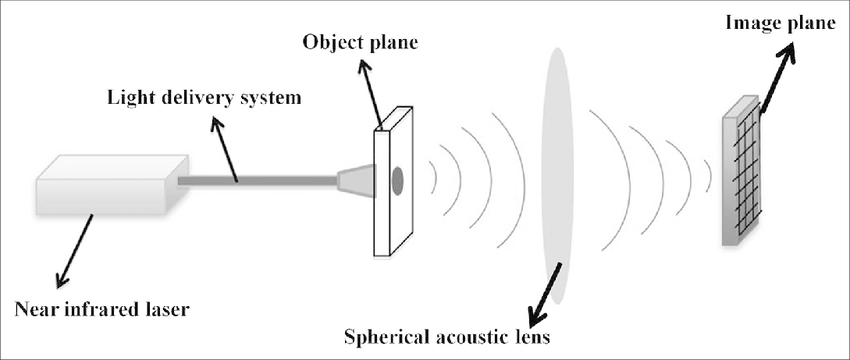 Image plane
Object plane
Light delivery system
Near infrared laser
Spherical acoustic lens